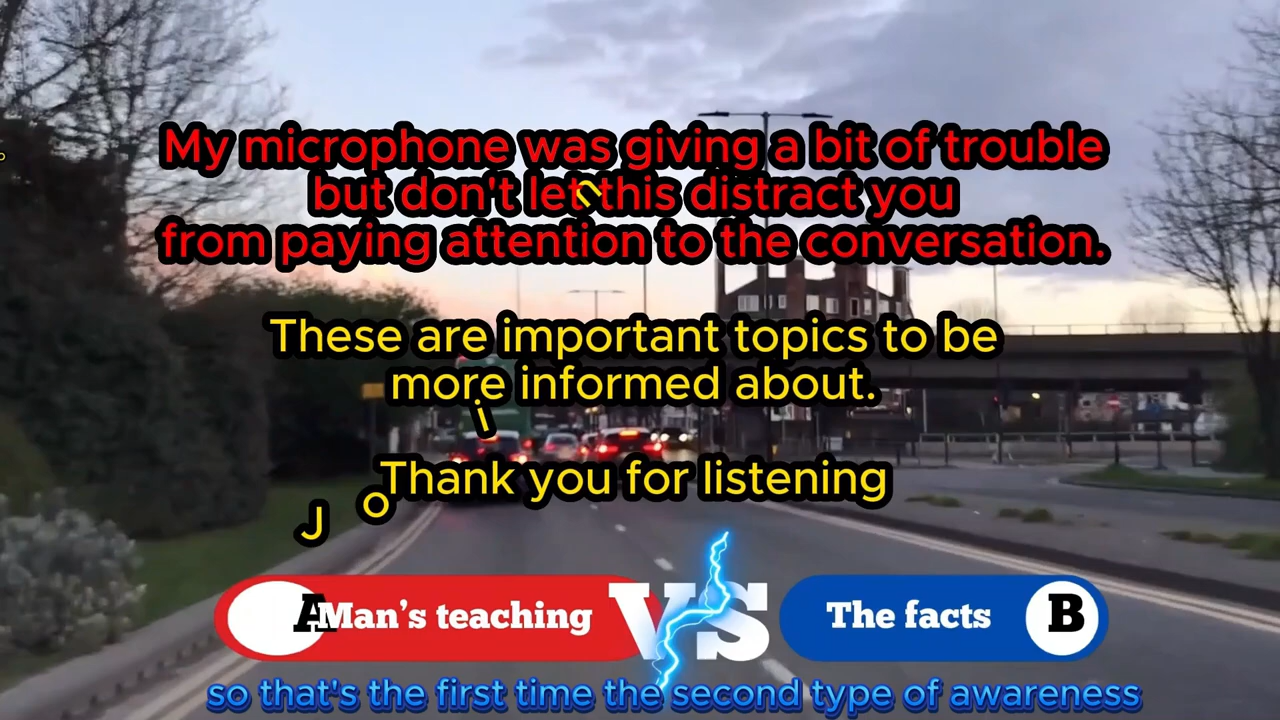 My microphone was giving a bit of trouble
but don't let this distract you
from paying attention to the conversation.
These are important topics to be
more informed about.
Thank you for listening
J o i n
A Man's teaching VS The facts B
so that's the first time the second type of awareness